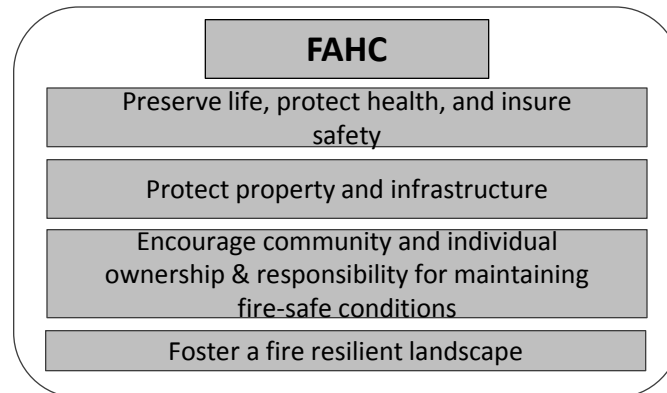 FAHC
Preserve life, protect health, and insure
safety
Protect property and infrastructure
Encourage community and individual
ownership & responsibility for maintaining
fire-safe conditions
Foster a fire resilient landscape